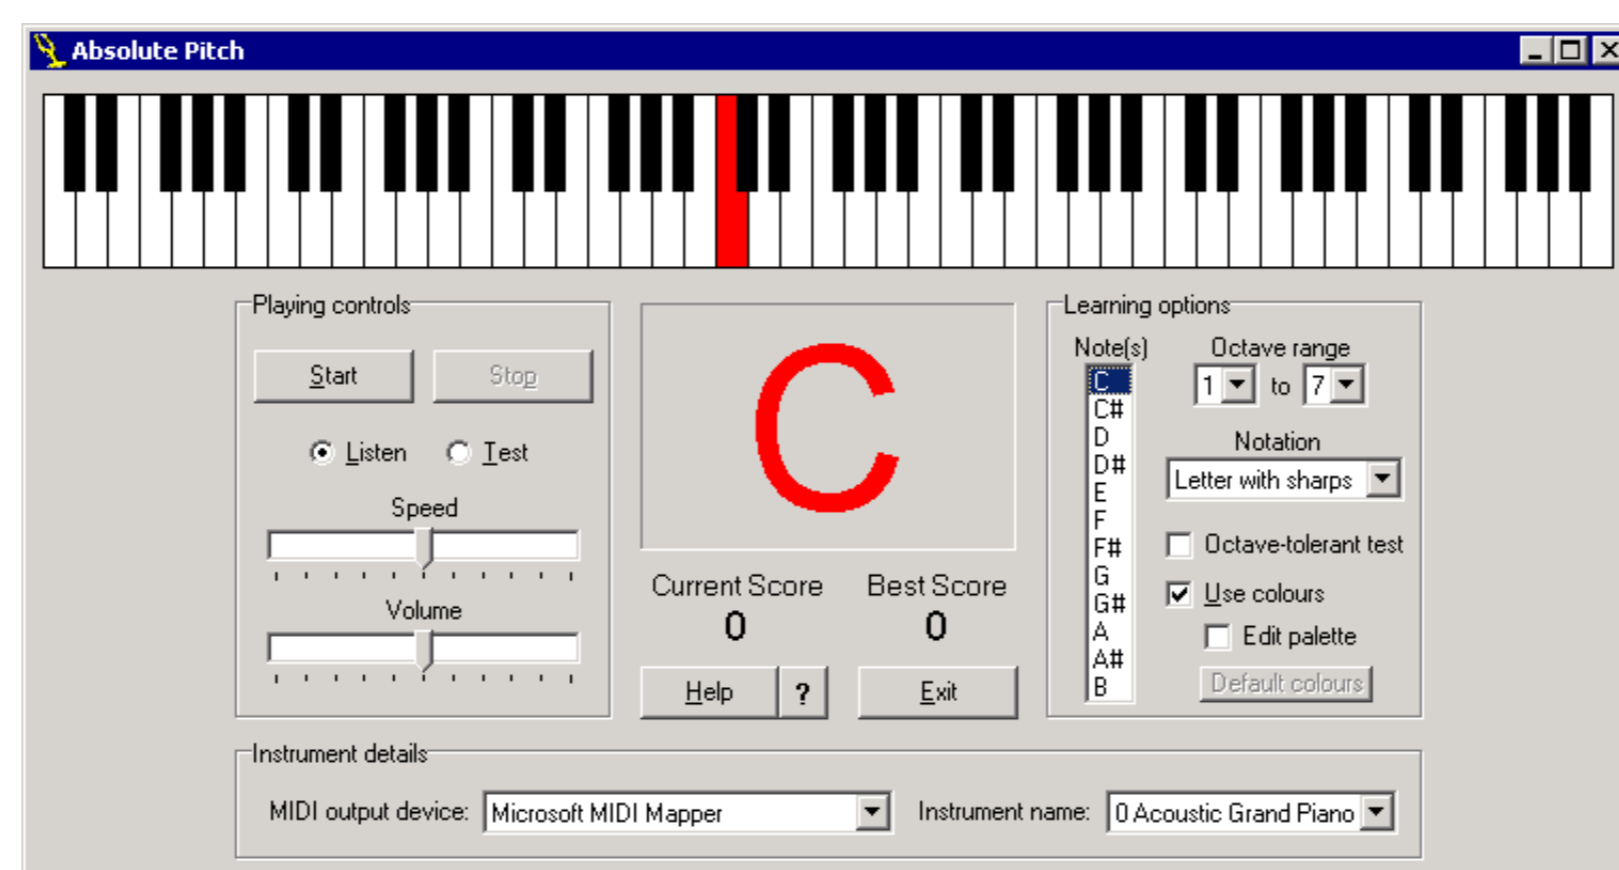 Absolute Pitch
Playing controls
Start Stop
Listen Test
Speed
Volume
C
Current Score Best Score
0 0
Help ? Exit
Learning options
Note(s) Octave range
C
C#
D
D#
E
F
F#
G
G#
A
A#
B
1 to 7
Notation
Letter with sharps
Octave-tolerant test
Use colours
Edit palette
Default colours
Instrument details
MIDI output device: Microsoft MIDI Mapper Instrument name: 0 Acoustic Grand Piano